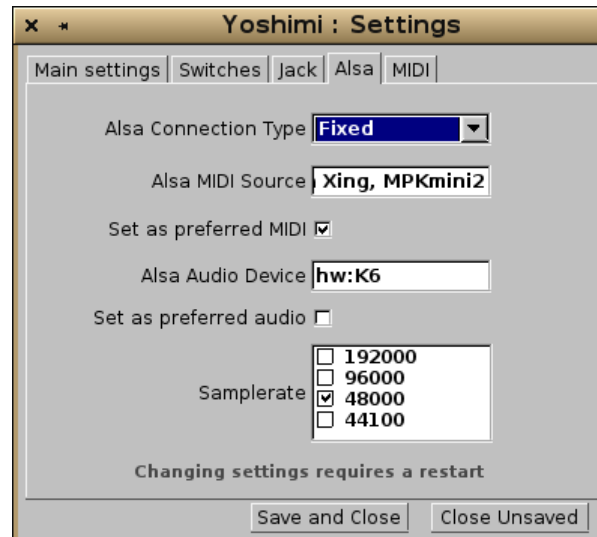 Yoshimi : Settings
Main settings Switches Jack Alsa MIDI
Alsa Connection Type Fixed
Alsa MIDI Source Xing, MPKmini2
Set as preferred MIDI
Alsa Audio Device hw:K6
Set as preferred audio
192000
96000
Samplerate 48000
44100
Changing settings requires a restart
Save and Close Close Unsaved